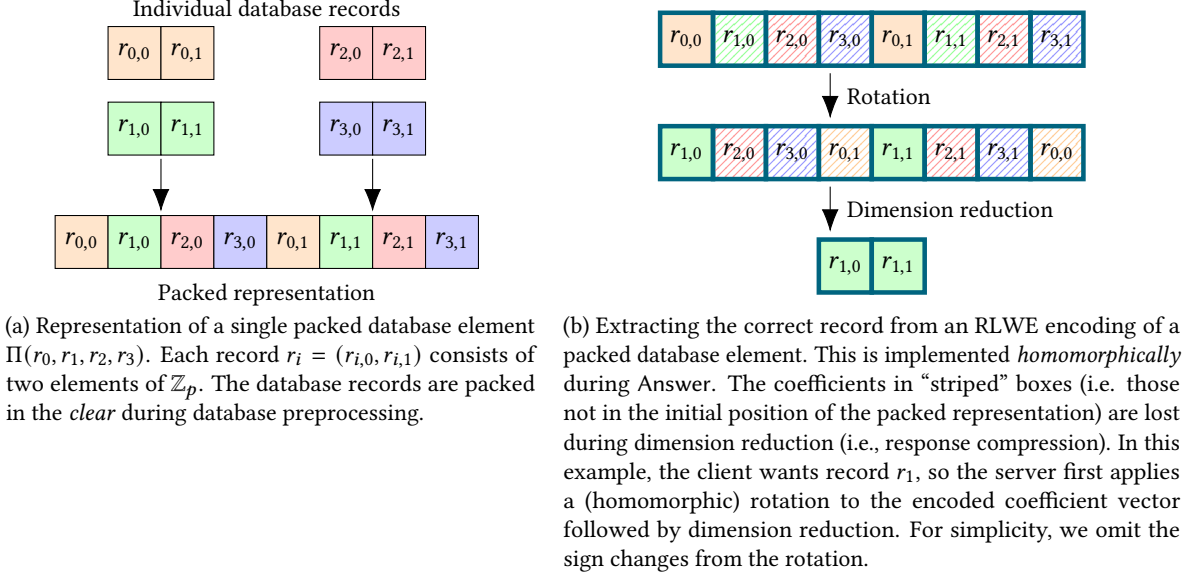 Individual database records
r0,0 r0,1 r2,0 r2,1
r1,0 r1,1 r3,0 r3,1
r0,0 r1,0 r2,0 r3,0 r0,1 r1,1 r2,1 r3,1
Packed representation
(a) Representation of a single packed database element
Π(r0, r1, r2, r3). Each record ri = (ri,0, ri,1) consists of
two elements of ℤp. The database records are packed
in the clear during database preprocessing.
r0,0 r1,0 r2,0 r3,0 r0,1 r1,1 r2,1 r3,1
Rotation
r1,0 r2,0 r3,0 r0,1 r1,1 r2,1 r3,1 r0,0
Dimension reduction
r1,0 r1,1
(b) Extracting the correct record from an RLWE encoding of a
packed database element. This is implemented homomorphically
during Answer. The coefficients in “striped” boxes (i.e. those
not in the initial position of the packed representation) are lost
during dimension reduction (i.e., response compression). In this
example, the client wants record r1, so the server first applies
a (homomorphic) rotation to the encoded coefficient vector
followed by dimension reduction. For simplicity, we omit the
sign changes from the rotation.